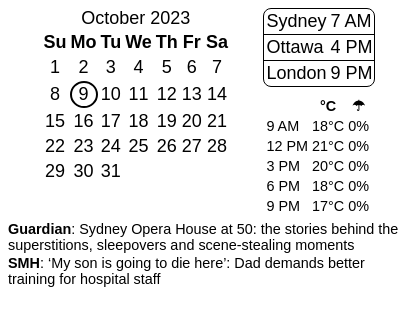 October 2023
Su Mo Tu We Th Fr Sa
1 2 3 4 5 6 7
8 9 10 11 12 13 14
15 16 17 18 19 20 21
22 23 24 25 26 27 28
29 30 31
Sydney 7 AM
Ottawa 4 PM
London 9 PM
°C ☂
9 AM 18°C 0%
12 PM 21°C 0%
3 PM 20°C 0%
6 PM 18°C 0%
9 PM 17°C 0%
Guardian: Sydney Opera House at 50: the stories behind the
superstitions, sleepovers and scene-stealing moments
SMH: ‘My son is going to die here’: Dad demands better
training for hospital staff